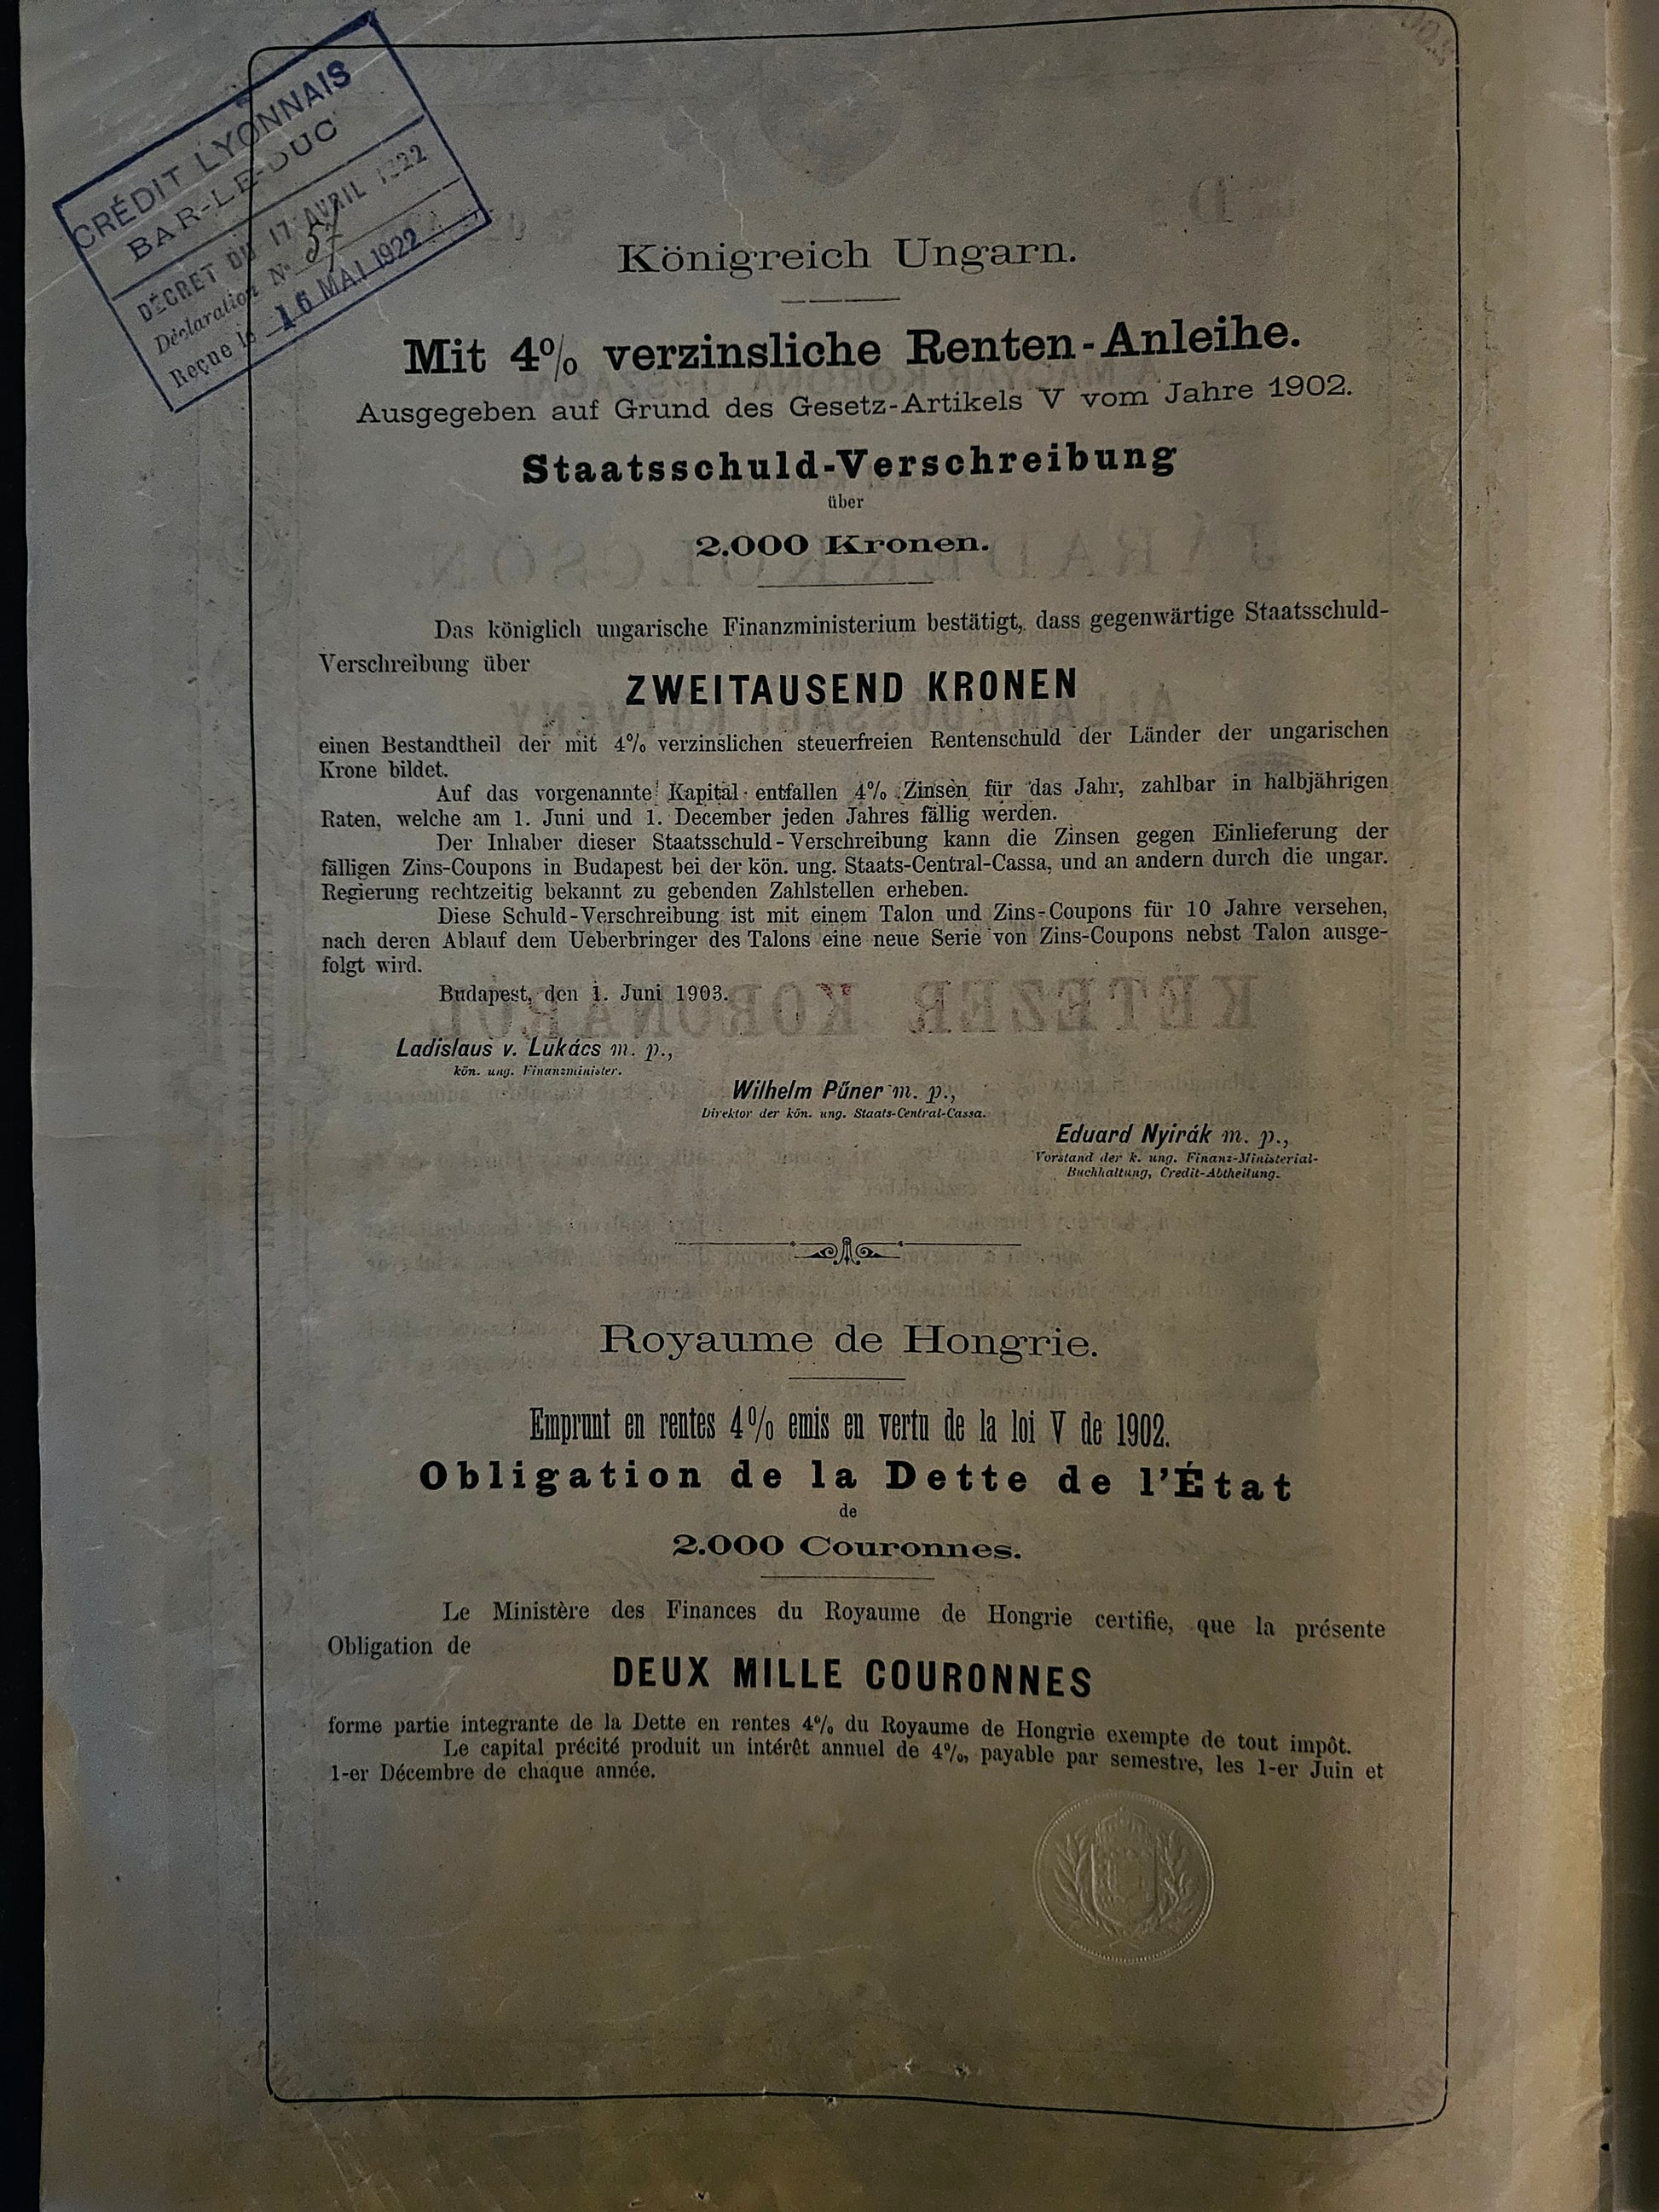 CRÉDIT LYONNAIS
BAR-LE-DUC
DÉCRET DU 17 AVRIL 1922
Déclaration No 57
Reçue le 16 MAI 1922
Königreich Ungarn.
Mit 4% verzinsliche Renten-Anleihe.
Ausgegeben auf Grund des Gesetz-Artikels V vom Jahre 1902.
Staatsschuld-Verschreibung
über
2.000 Kronen.
Das königlich ungarische Finanzministerium bestätigt, dass gegenwärtige Staatsschuld-
Verschreibung über
ZWEITAUSEND KRONEN
einen Bestandtheil der mit 4% verzinslichen steuerfreien Rentenschuld der Länder der ungarischen
Krone bildet.
Auf das vorgenannte Kapital entfallen 4% Zinsen für das Jahr, zahlbar in halbjährigen
Raten, welche am 1. Juni und 1. December jeden Jahres fällig werden.
Der Inhaber dieser Staatsschuld-Verschreibung kann die Zinsen gegen Einlieferung der
fälligen Zins-Coupons in Budapest bei der kön. ung. Staats-Central-Cassa, und an andern durch die ungar.
Regierung rechtzeitig bekannt zu gebenden Zahlstellen erheben.
Diese Schuld-Verschreibung ist mit einem Talon und Zins-Coupons für 10 Jahre versehen,
nach deren Ablauf dem Ueberbringer des Talons eine neue Serie von Zins-Coupons nebst Talon ausge-
folgt wird.
Budapest, den 1. Juni 1903.
Ladislaus v. Lukács m. p.,
kön. ung. Finanzminister.
Wilhelm Pűner m. p.,
Direktor der kön. ung. Staats-Central-Cassa.
Eduard Nyirák m. p.,
Vorstand der k. ung. Finanz-Ministerial-
Buchhaltung, Credit-Abtheilung.
Royaume de Hongrie.
Emprunt en rentes 4% emis en vertu de la loi V de 1902.
Obligation de la Dette de l'État
de
2.000 Couronnes.
Le Ministère des Finances du Royaume de Hongrie certifie, que la présente
Obligation de
DEUX MILLE COURONNES
forme partie integrante de la Dette en rentes 4% du Royaume de Hongrie exempte de tout impôt.
Le capital précité produit un intérêt annuel de 4%, payable par semestre, les 1-er Juin et
1-er Décembre de chaque année.